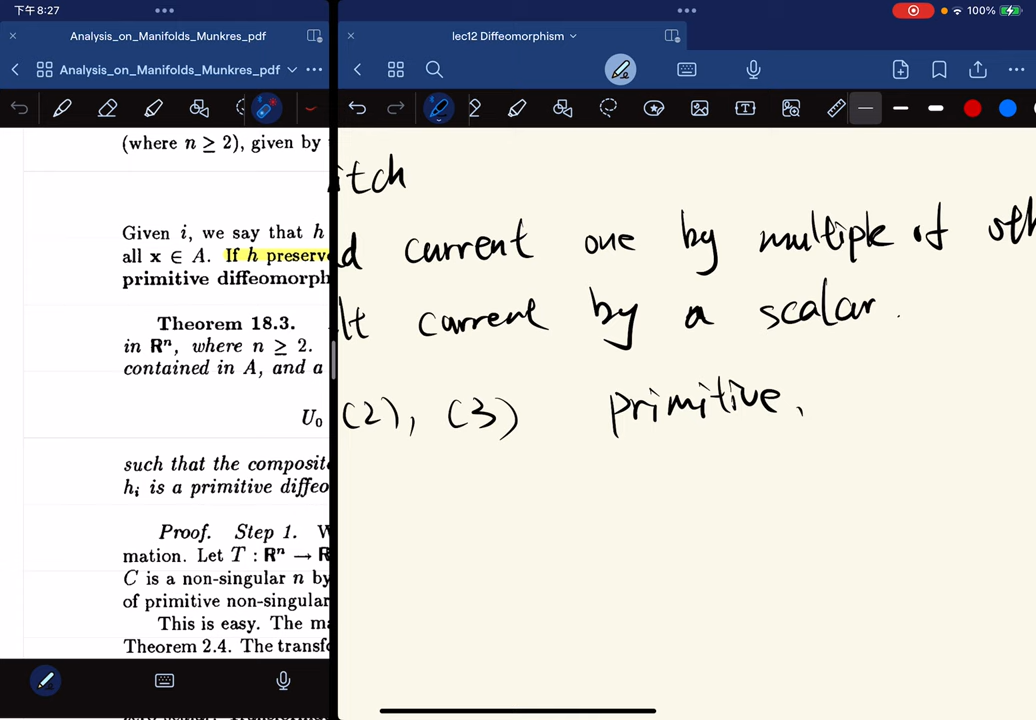 下午8:27
100%
Analysis_on_Manifolds_Munkres_pdf
lec12 Diffeomorphism
Analysis_on_Manifolds_Munkres_pdf
(where n ≥ 2), given by
Given i, we say that h
all x ∈ A. If h preserve
primitive diffeomorph
Theorem 18.3.
in Rⁿ, where n ≥ 2.
contained in A, and a
U₀
such that the composite
hᵢ is a primitive diffeo
Proof. Step 1. W
mation. Let T : Rⁿ → R
C is a non-singular n by
of primitive non-singular
This is easy. The ma
Theorem 2.4. The transf
itch
d current one by multiple of oth
lt current by a scalar.
(2), (3) primitive.